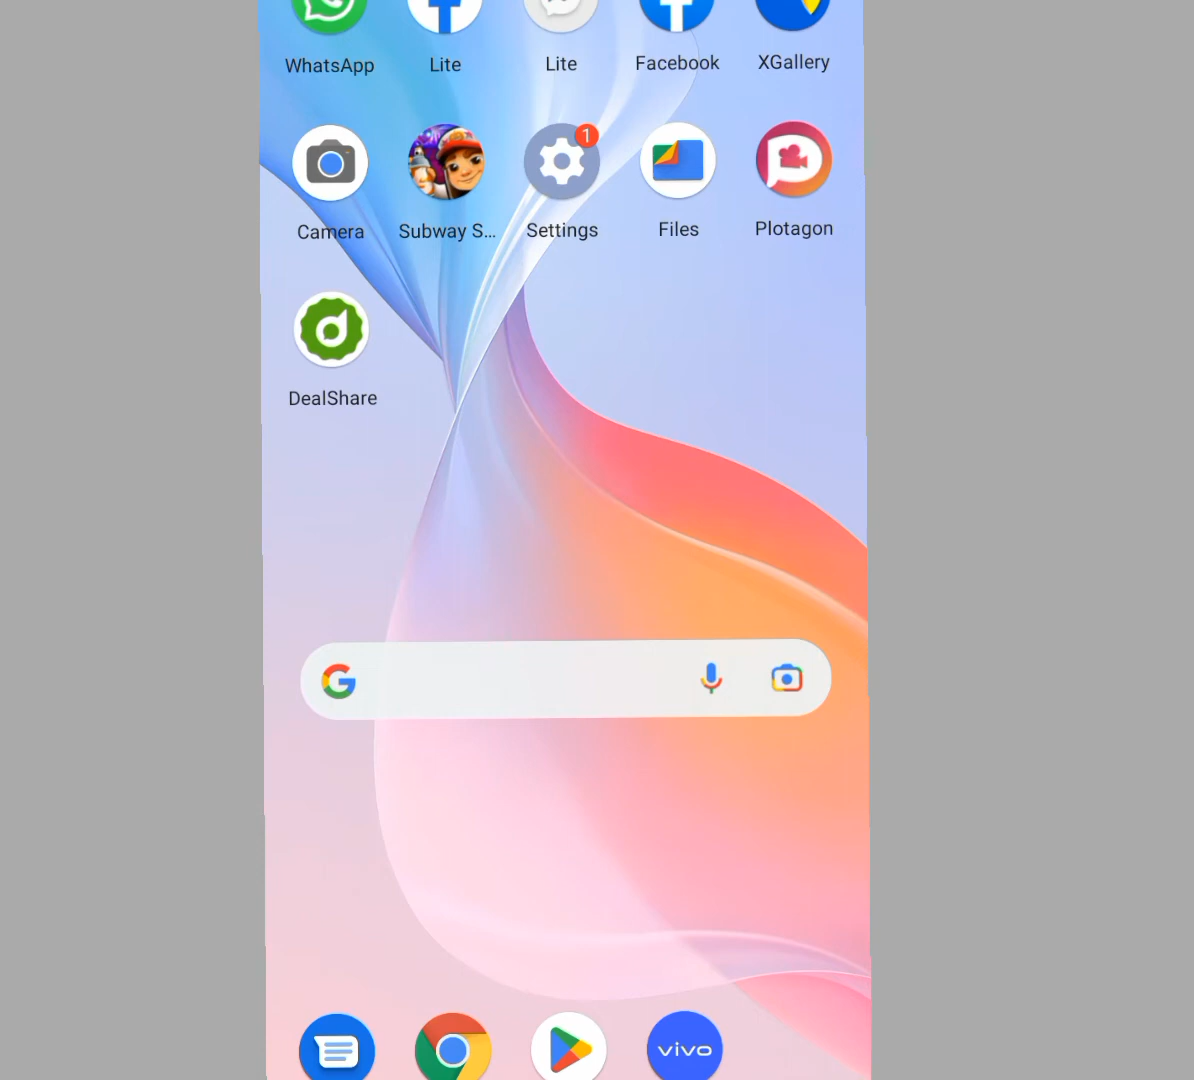 WhatsApp
Lite
Lite
Facebook
XGallery
1
Camera
Subway S...
Settings
Files
Plotagon
DealShare
vivo